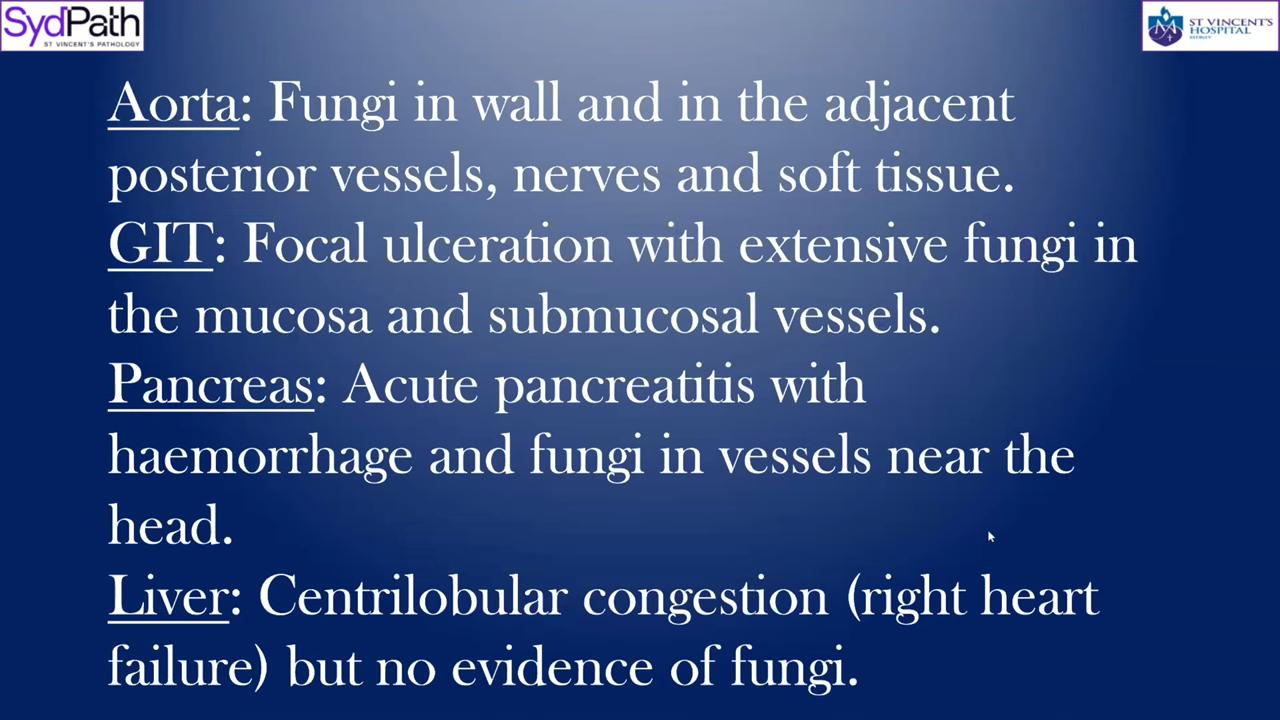 SydPath
ST VINCENT'S PATHOLOGY
ST VINCENT'S
HOSPITAL
SYDNEY
Aorta: Fungi in wall and in the adjacent
posterior vessels, nerves and soft tissue.
GIT: Focal ulceration with extensive fungi in
the mucosa and submucosal vessels.
Pancreas: Acute pancreatitis with
haemorrhage and fungi in vessels near the
head.
Liver: Centrilobular congestion (right heart
failure) but no evidence of fungi.